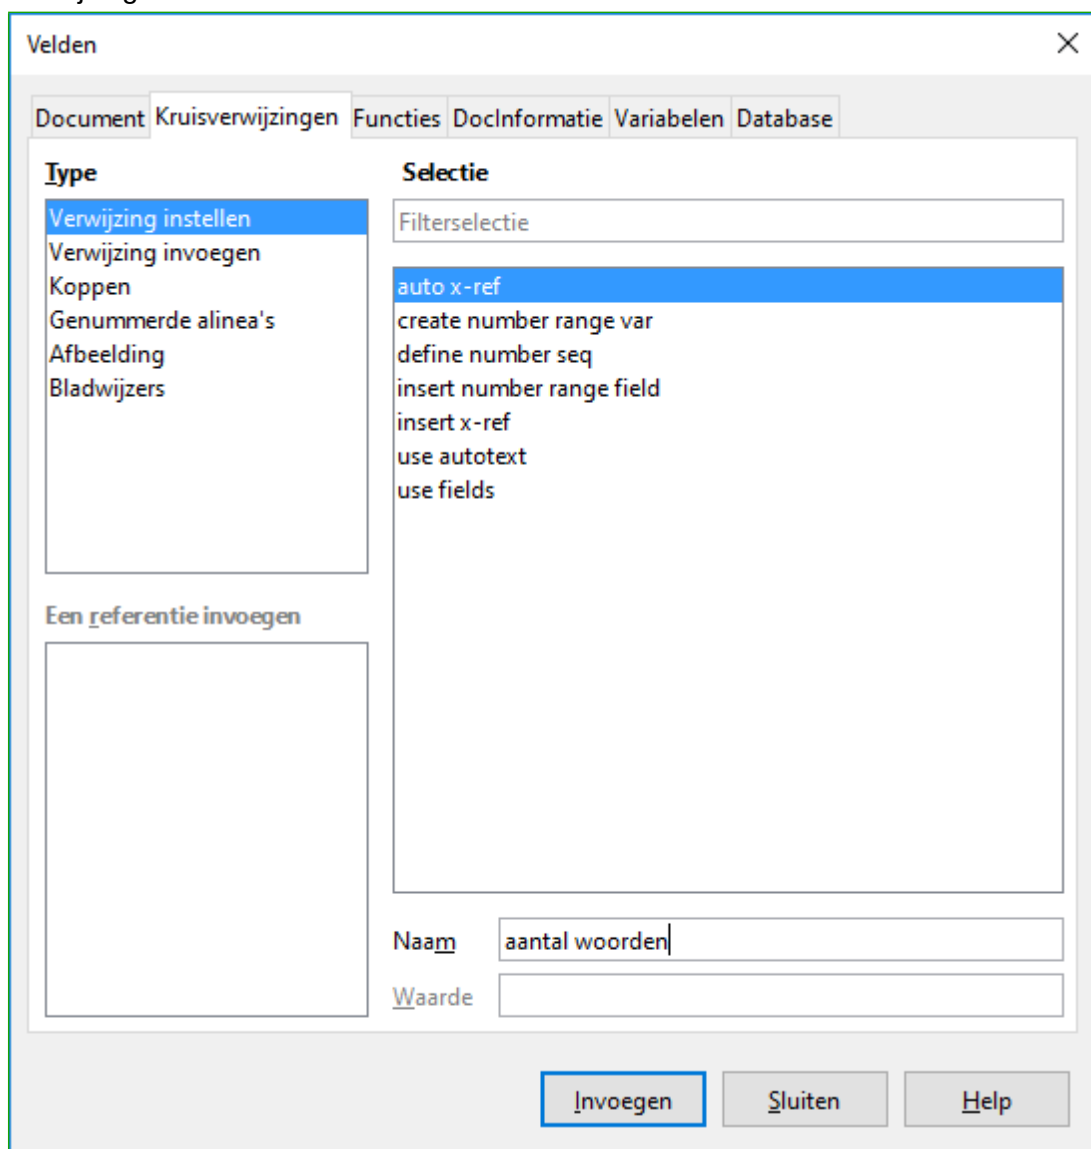 Velden
Document Kruisverwijzingen Functies DocInformatie Variabelen Database
Type
Verwijzing instellen
Verwijzing invoegen
Koppen
Genummerde alinea's
Afbeelding
Bladwijzers
Een referentie invoegen
Selectie
Filterselectie
auto x-ref
create number range var
define number seq
insert number range field
insert x-ref
use autotext
use fields
Naam aantal woorden
Waarde
Invoegen Sluiten Help